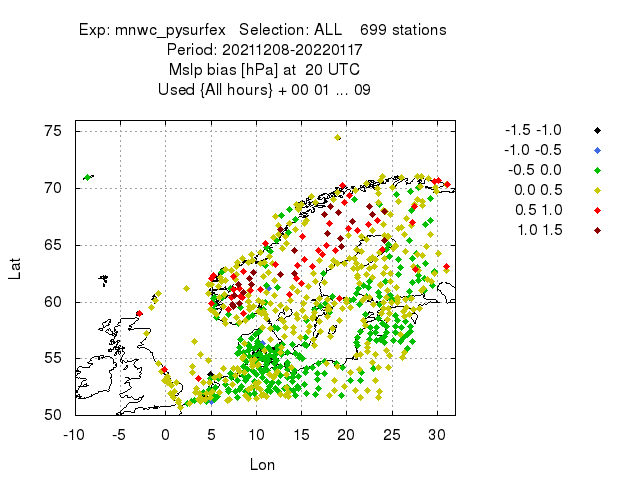 Exp: mnwc_pysurfex   Selection: ALL    699 stations
Period: 20211208-20220117
Mslp bias [hPa] at  20 UTC
Used {All hours} + 00 01 ... 09
75
70
65
60
55
50
-10 -5 0 5 10 15 20 25 30
Lat
Lon
-1.5 -1.0
-1.0 -0.5
-0.5 0.0
0.0 0.5
0.5 1.0
1.0 1.5